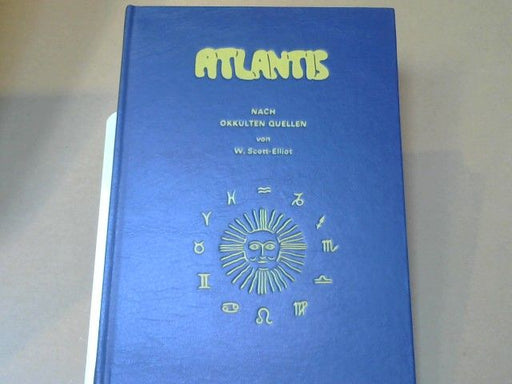 ATLANTIS
NACH
OKKULTEN QUELLEN
von
W. Scott-Elliot